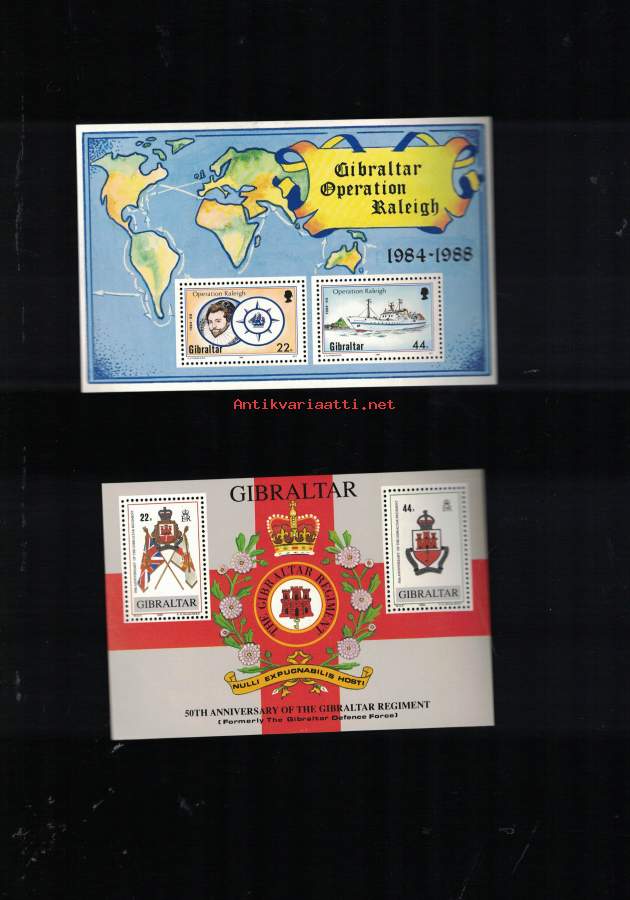 Gibraltar
Operation
Raleigh
1984-1988
Operation Raleigh
Gibraltar 22p
Operation Raleigh
Gibraltar 44p
Antikvariaatti.net
GIBRALTAR
22p
E II R
GIBRALTAR
44p
GIBRALTAR
THE GIBRALTAR REGIMENT
NULLI EXPUGNABILIS HOSTI
50TH ANNIVERSARY OF THE GIBRALTAR REGIMENT
(Formerly The Gibraltar Defence Force)